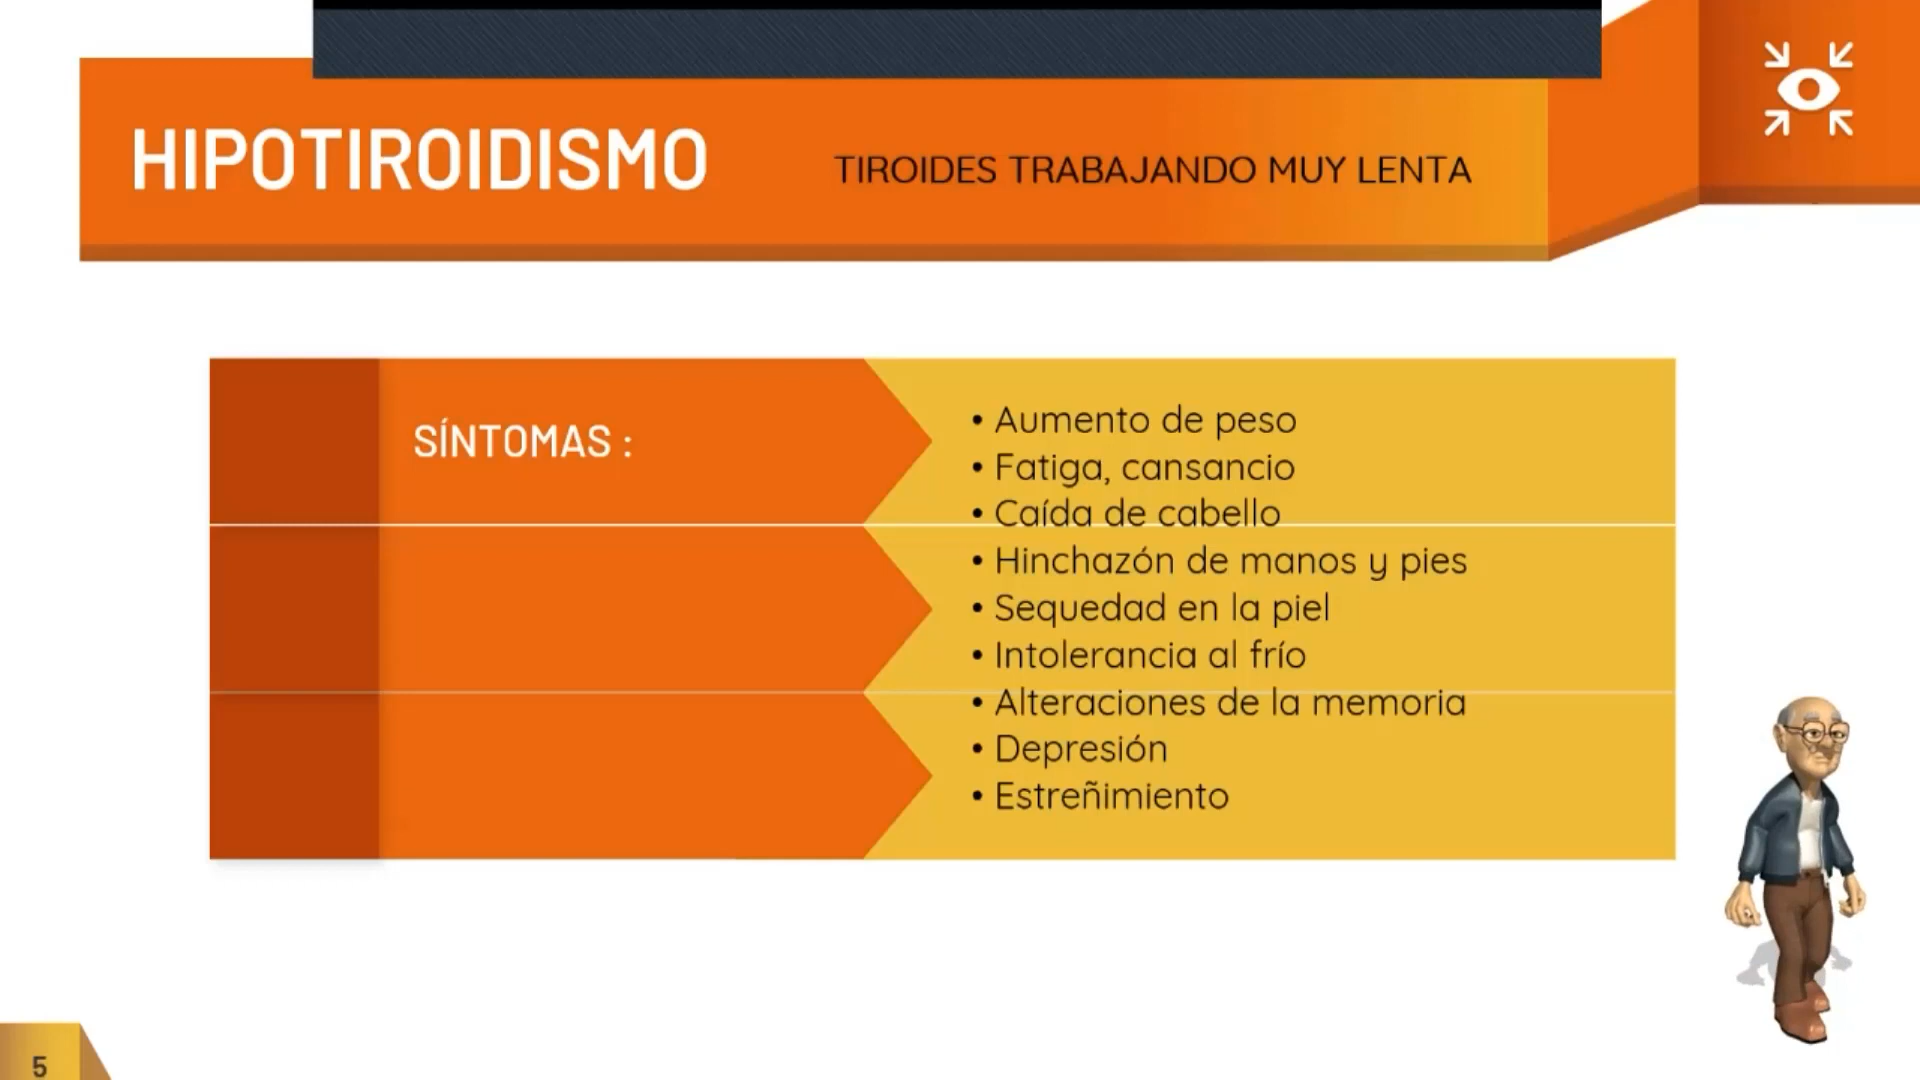 HIPOTIROIDISMO
TIROIDES TRABAJANDO MUY LENTA
SÍNTOMAS :
• Aumento de peso
• Fatiga, cansancio
• Caída de cabello
• Hinchazón de manos y pies
• Sequedad en la piel
• Intolerancia al frío
• Alteraciones de la memoria
• Depresión
• Estreñimiento
5